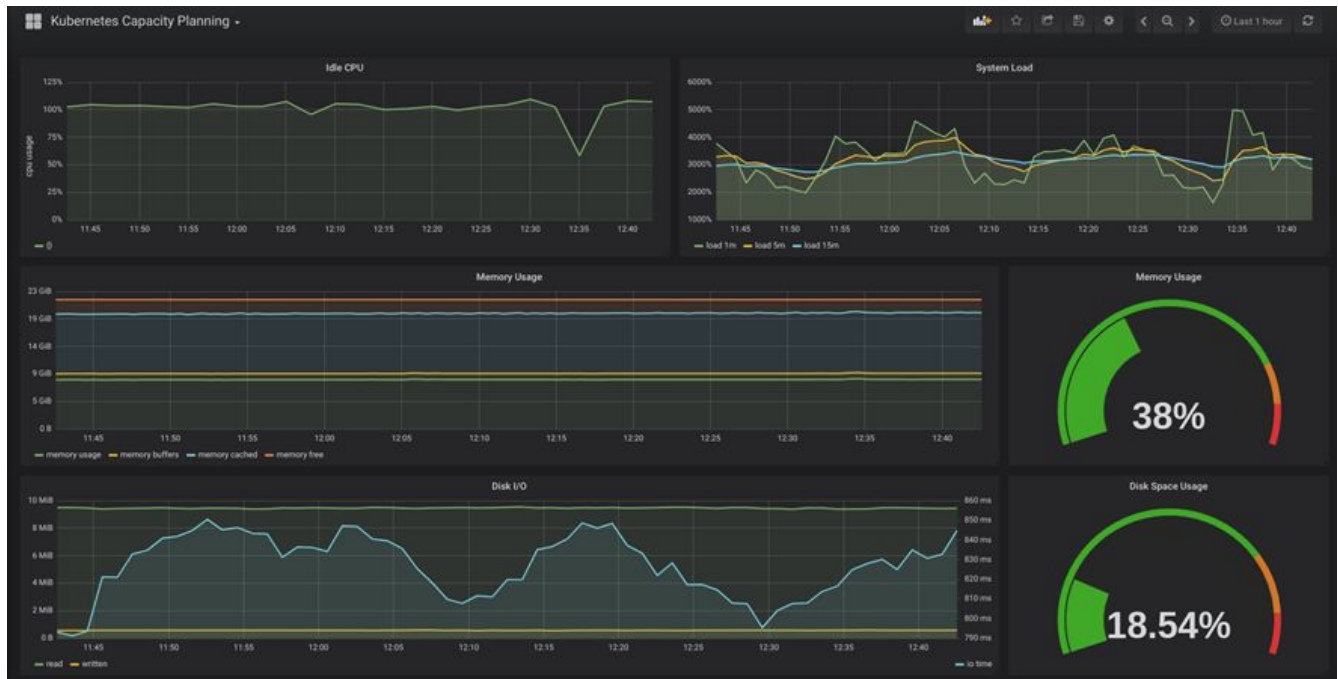 Kubernetes Capacity Planning
Last 1 hour
Idle CPU
125%
100%
75%
50%
25%
0%
cpu usage
11:45 11:50 11:55 12:00 12:05 12:10 12:15 12:20 12:25 12:30 12:35 12:40
0
System Load
6000%
5000%
4000%
3000%
2000%
1000%
11:45 11:50 11:55 12:00 12:05 12:10 12:15 12:20 12:25 12:30 12:35 12:40
load 1m load 5m load 15m
Memory Usage
23 GiB
19 GiB
14 GiB
9 GiB
5 GiB
0 B
11:45 11:50 11:55 12:00 12:05 12:10 12:15 12:20 12:25 12:30 12:35 12:40
memory usage memory buffers memory cached memory free
Memory Usage
38%
Disk I/O
10 MiB
8 MiB
6 MiB
4 MiB
2 MiB
0 B
860 ms
850 ms
840 ms
830 ms
820 ms
810 ms
800 ms
790 ms
11:45 11:50 11:55 12:00 12:05 12:10 12:15 12:20 12:25 12:30 12:35 12:40
read written io time
Disk Space Usage
18.54%